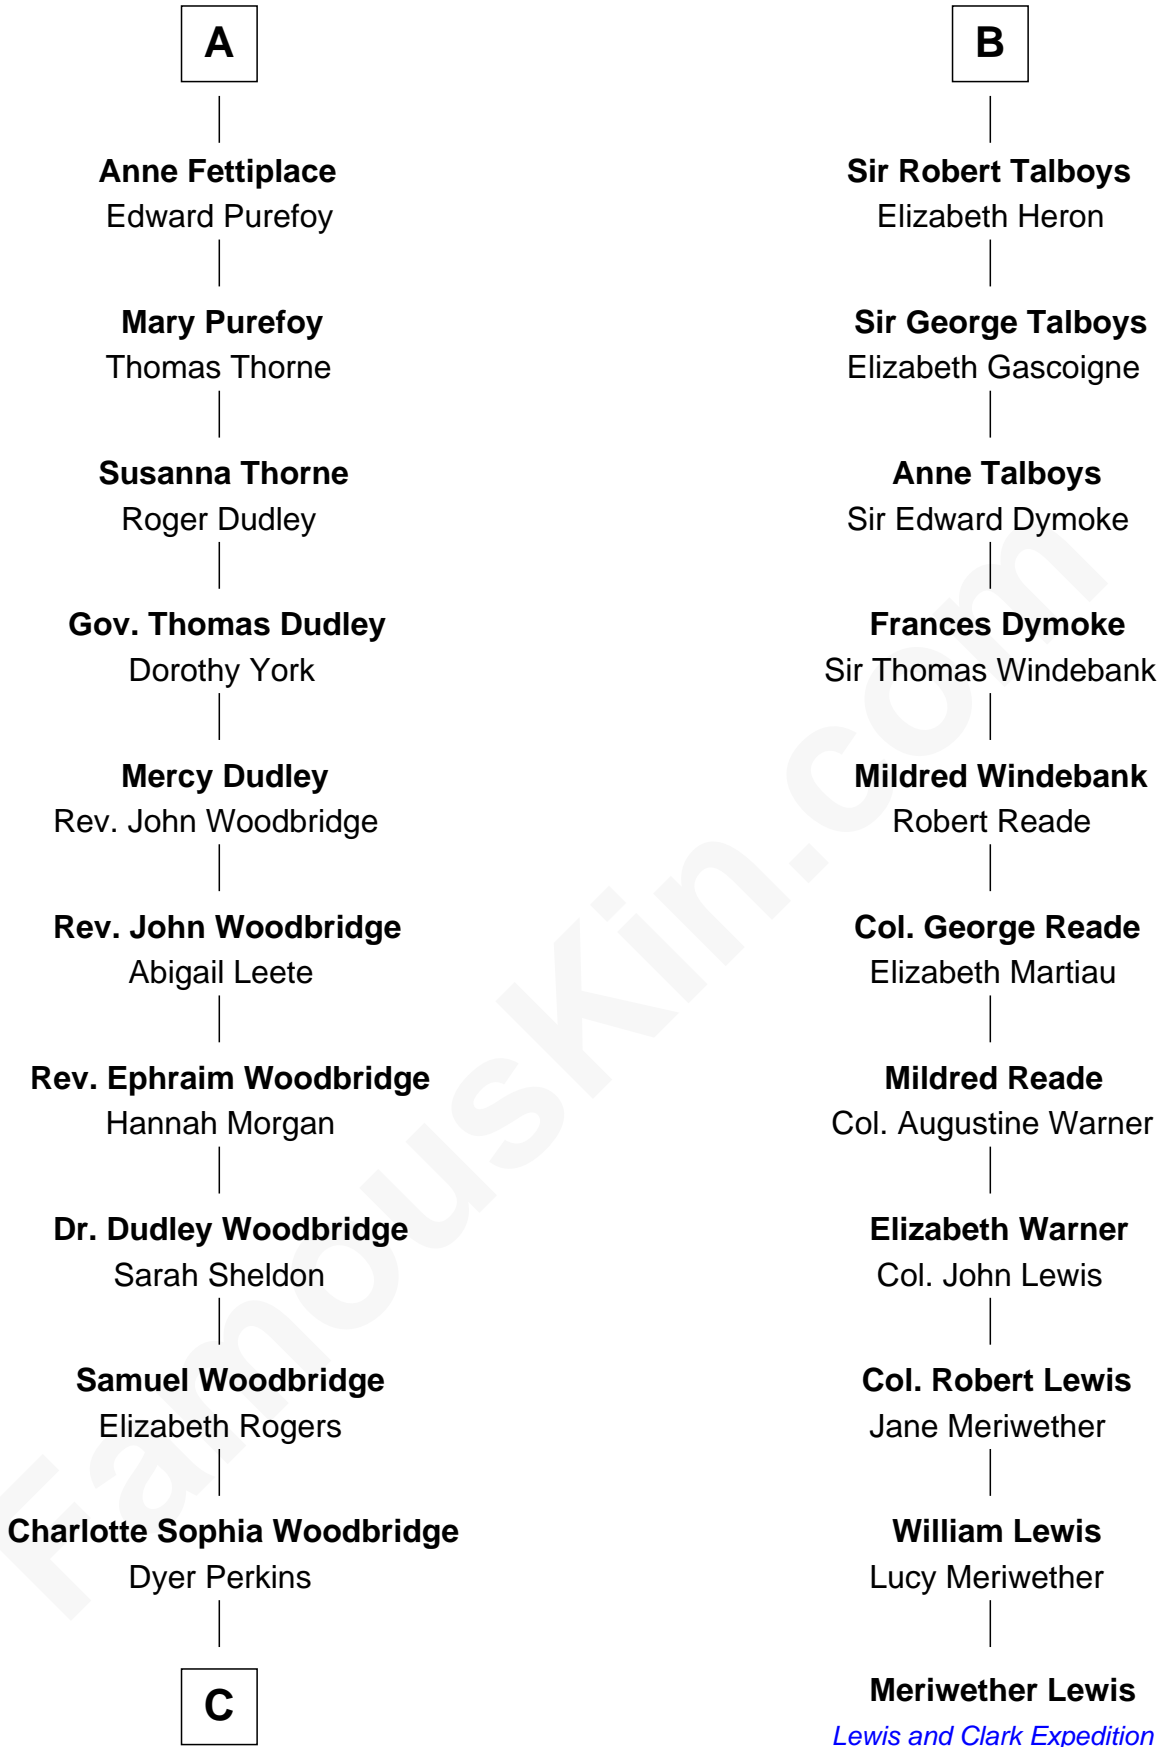 A
Anne Fettiplace
Edward Purefoy
Mary Purefoy
Thomas Thorne
Susanna Thorne
Roger Dudley
Gov. Thomas Dudley
Dorothy York
Mercy Dudley
Rev. John Woodbridge
Rev. John Woodbridge
Abigail Leete
Rev. Ephraim Woodbridge
Hannah Morgan
Dr. Dudley Woodbridge
Sarah Sheldon
Samuel Woodbridge
Elizabeth Rogers
Charlotte Sophia Woodbridge
Dyer Perkins
C
B
Sir Robert Talboys
Elizabeth Heron
Sir George Talboys
Elizabeth Gascoigne
Anne Talboys
Sir Edward Dymoke
Frances Dymoke
Sir Thomas Windebank
Mildred Windebank
Robert Reade
Col. George Reade
Elizabeth Martiau
Mildred Reade
Col. Augustine Warner
Elizabeth Warner
Col. John Lewis
Col. Robert Lewis
Jane Meriwether
William Lewis
Lucy Meriwether
Meriwether Lewis
Lewis and Clark Expedition
FamousKin.com